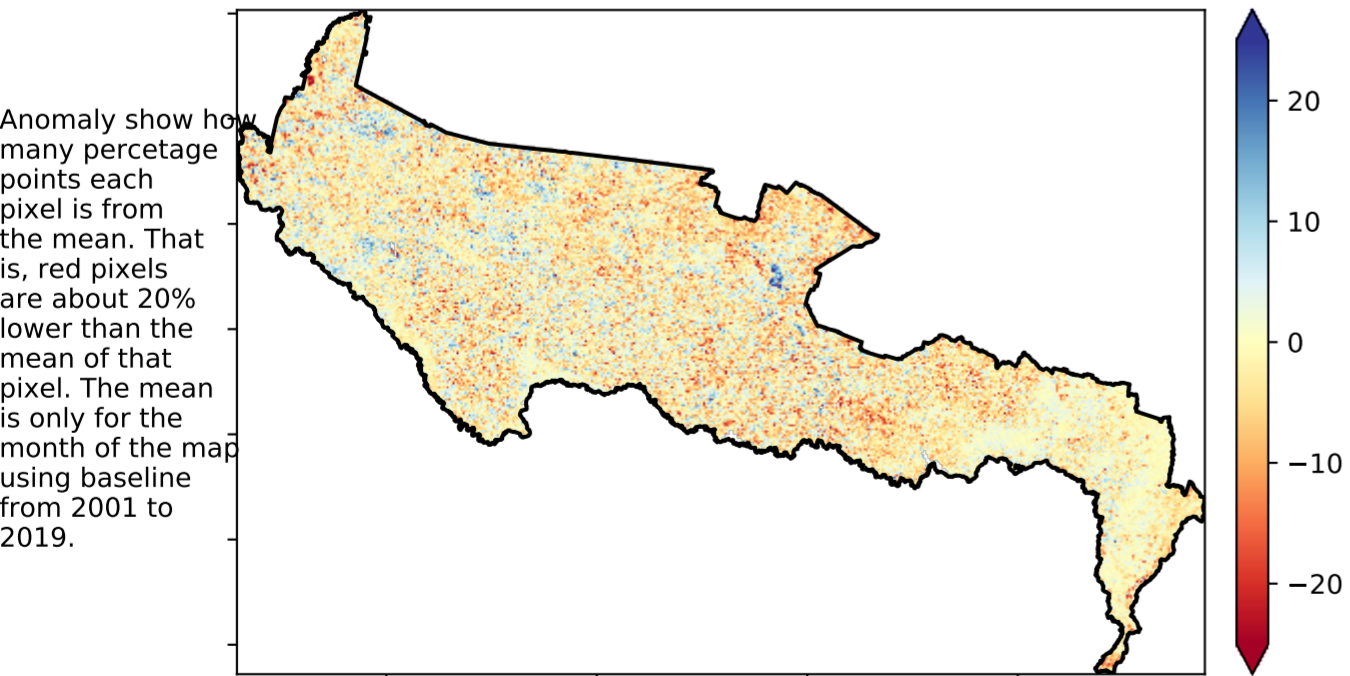 Anomaly show how
many percetage
points each
pixel is from
the mean. That
is, red pixels
are about 20%
lower than the
mean of that
pixel. The mean
is only for the
month of the map
using baseline
from 2001 to
2019.
20
10
0
−10
−20